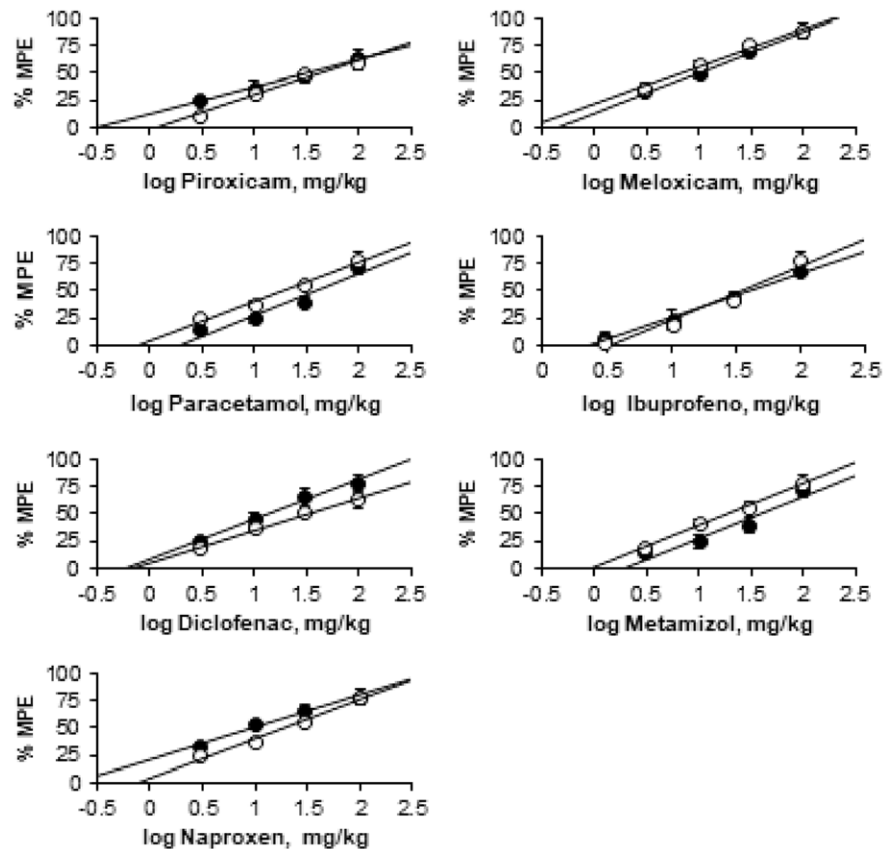 100
75
50
25
0
% MPE
-0.5 0 0.5 1 1.5 2 2.5
log Piroxicam, mg/kg
100
75
50
25
0
% MPE
-0.5 0 0.5 1 1.5 2 2.5
log Meloxicam, mg/kg
100
75
50
25
0
% MPE
-0.5 0 0.5 1 1.5 2 2.5
log Paracetamol, mg/kg
100
75
50
25
0
% MPE
0 0.5 1 1.5 2 2.5
log Ibuprofeno, mg/kg
100
75
50
25
0
% MPE
-0.5 0 0.5 1 1.5 2 2.5
log Diclofenac, mg/kg
100
75
50
25
0
% MPE
-0.5 0 0.5 1 1.5 2 2.5
log Metamizol, mg/kg
100
75
50
25
0
% MPE
-0.5 0 0.5 1 1.5 2 2.5
log Naproxen, mg/kg